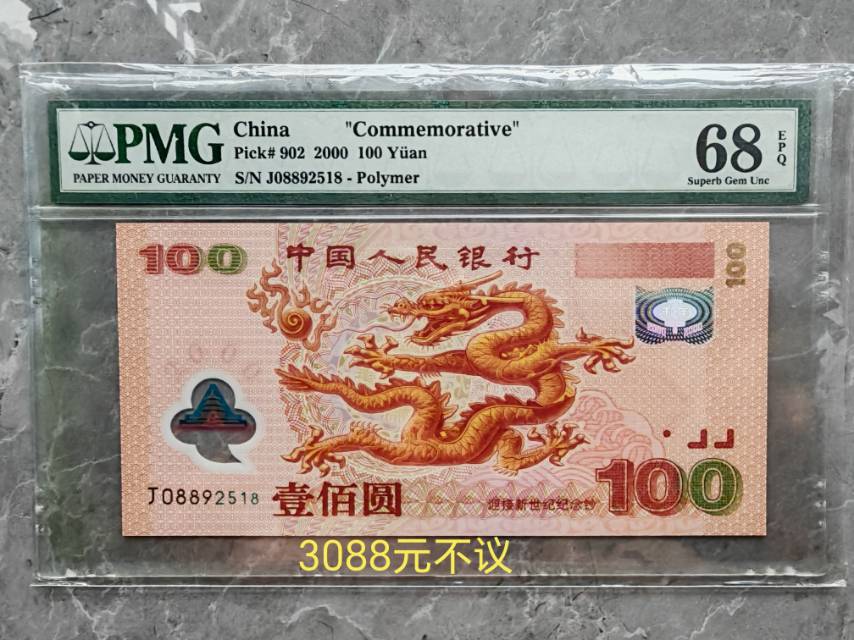 PMG
PAPER MONEY GUARANTY
China "Commemorative"
Pick# 902 2000 100 Yüan
S/N J08892518 - Polymer
68
EPQ
Superb Gem Unc
100
中国人民银行
100
J08892518
壹佰圆
迎接新世纪纪念钞
100
3088元不议